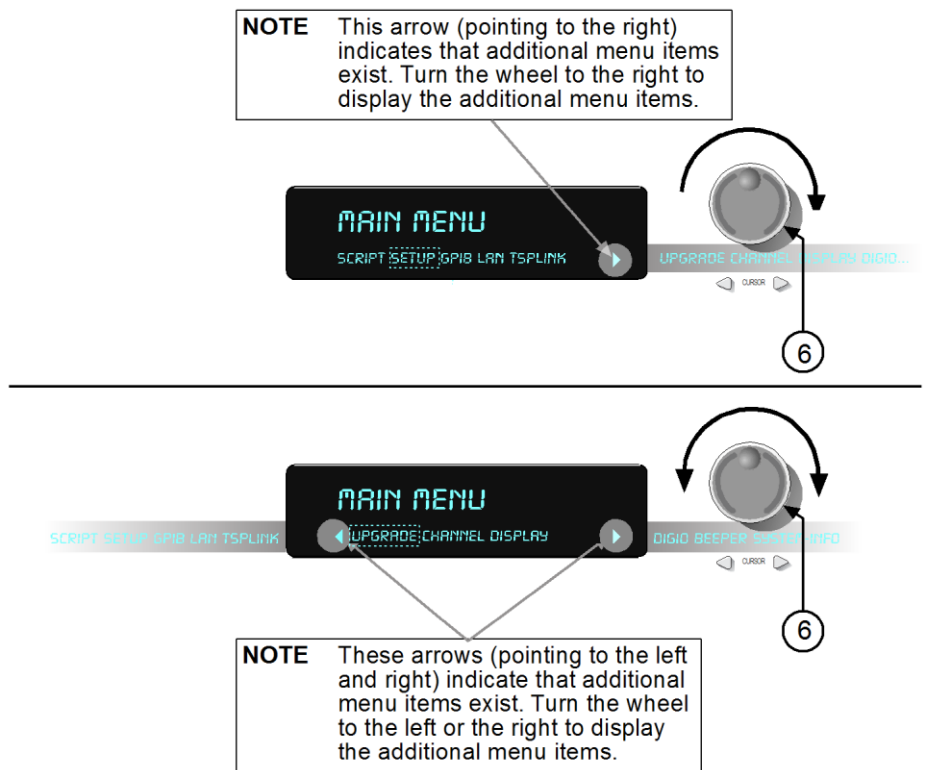 NOTE This arrow (pointing to the right)
indicates that additional menu items
exist. Turn the wheel to the right to
display the additional menu items.
MAIN MENU
SCRIPT SETUP GPIB LAN TSPLINK
UPGRADE CHANNEL DISPLAY DIGIO...
CURSOR
6
MAIN MENU
SCRIPT SETUP GPIB LAN TSPLINK
UPGRADE CHANNEL DISPLAY
DIGIO BEEPER SYSTEM-INFO
CURSOR
6
NOTE These arrows (pointing to the left
and right) indicate that additional
menu items exist. Turn the wheel
to the left or the right to display
the additional menu items.